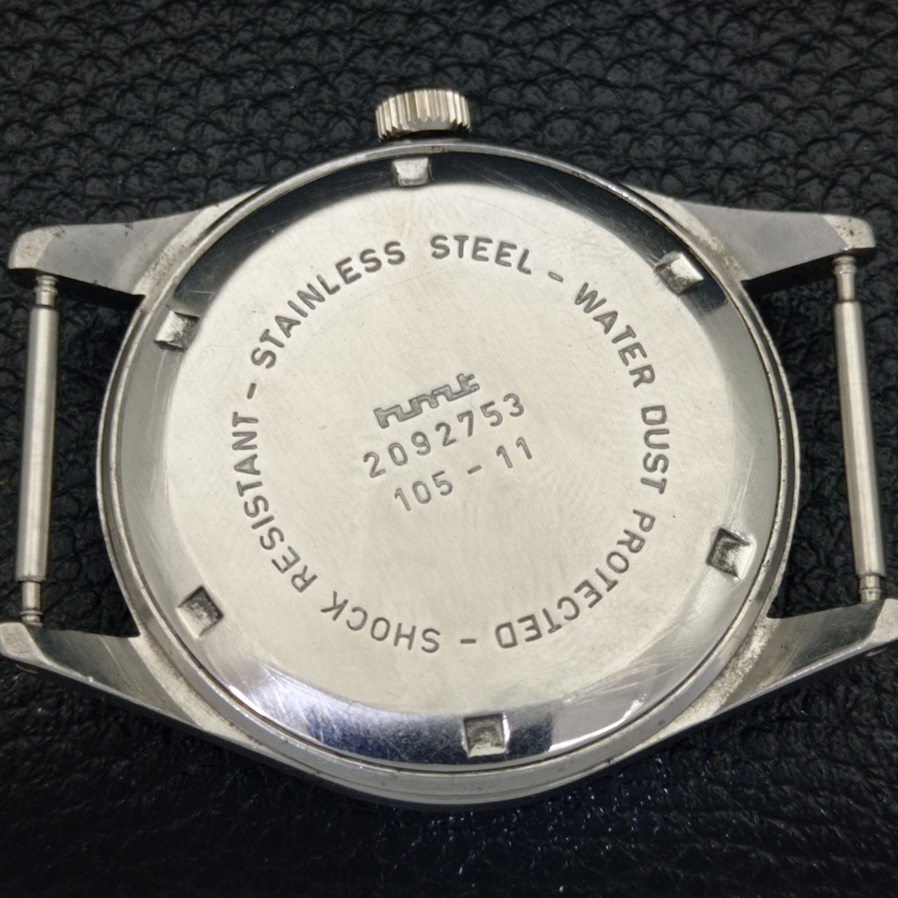 STAINLESS STEEL - WATER DUST PROTECTED - SHOCK RESISTANT -
hmt
2092753
105 - 11